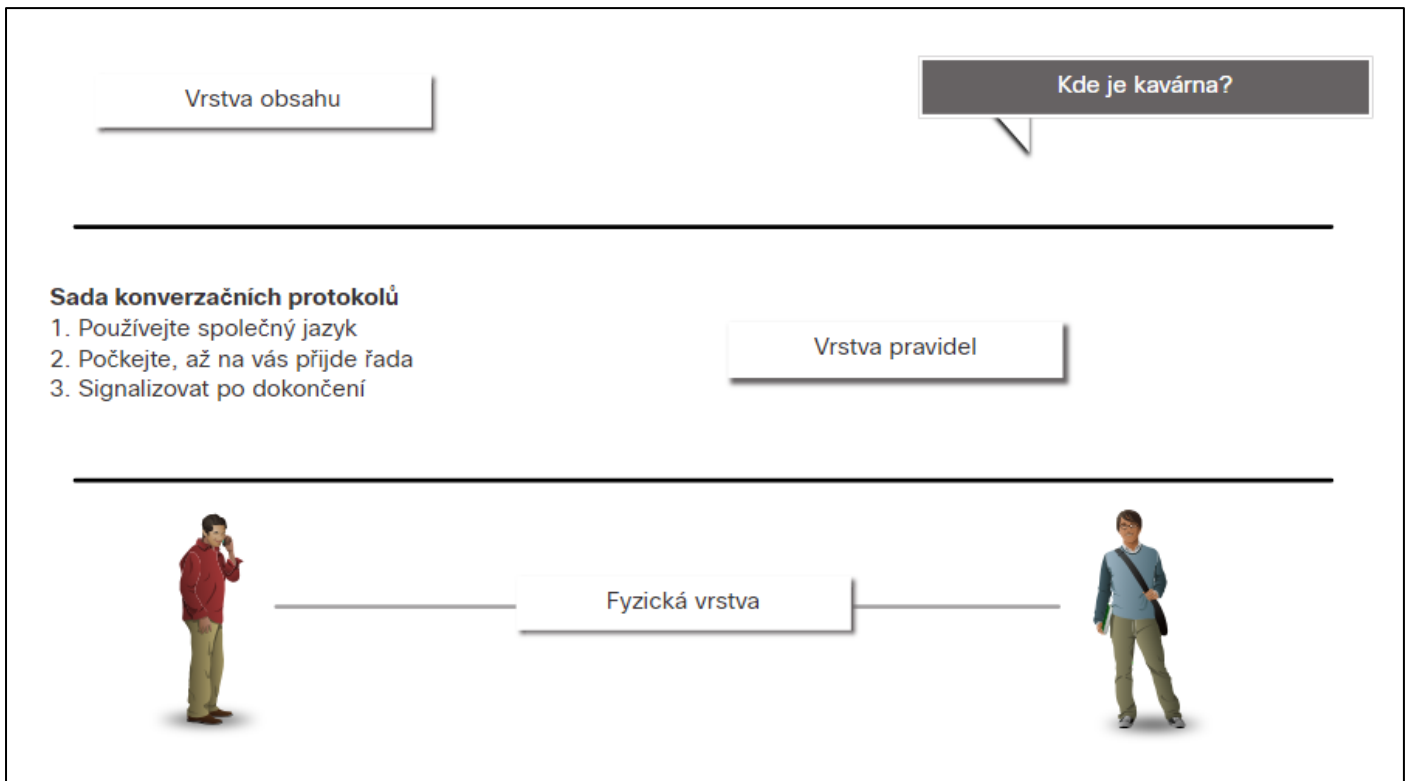 Vrstva obsahu
Kde je kavárna?
Sada konverzačních protokolů
1. Používejte společný jazyk
2. Počkejte, až na vás přijde řada
3. Signalizovat po dokončení
Vrstva pravidel
Fyzická vrstva